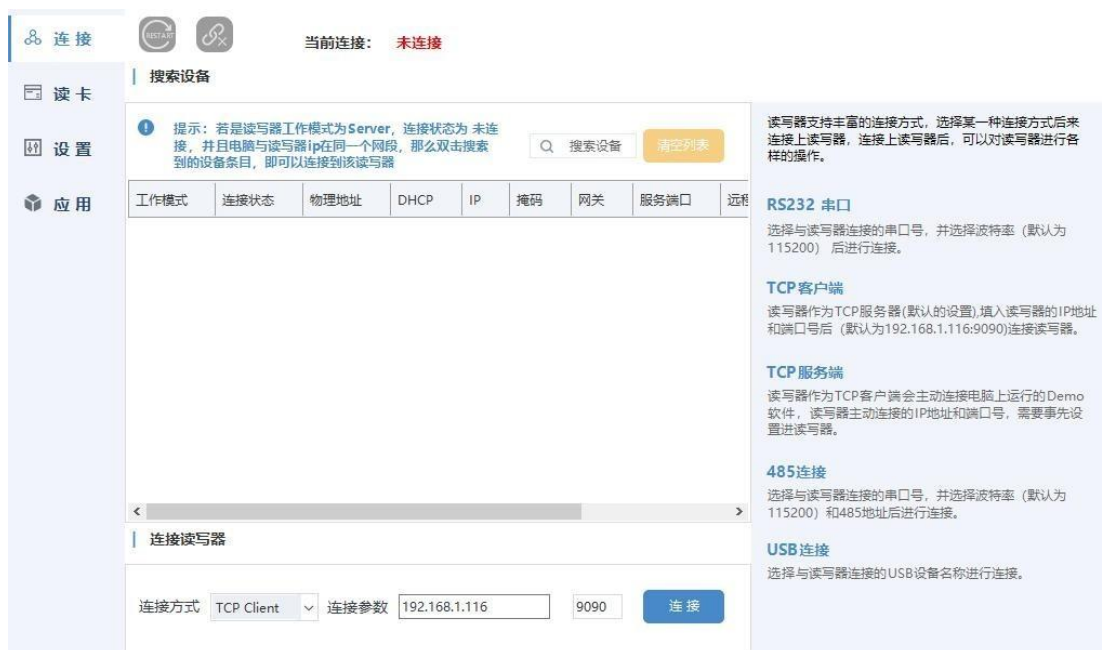 连接
RESTART
当前连接： 未连接
读卡
设置
应用
搜索设备
提示：若是读写器工作模式为Server，连接状态为 未连
接，并且电脑与读写器ip在同一个网段，那么双击搜索
到的设备条目，即可以连接到该读写器
搜索设备
清空列表
工作模式 连接状态 物理地址 DHCP IP 掩码 网关 服务端口 远程
连接读写器
连接方式 TCP Client 连接参数 192.168.1.116 9090 连接
读写器支持丰富的连接方式，选择某一种连接方式后来
连接上读写器，连接上读写器后，可以对读写器进行各
样的操作。
RS232 串口
选择与读写器连接的串口号，并选择波特率（默认为
115200） 后进行连接。
TCP客户端
读写器作为TCP服务器(默认的设置),填入读写器的IP地址
和端口号后（默认为192.168.1.116:9090)连接读写器。
TCP服务端
读写器作为TCP客户端会主动连接电脑上运行的Demo
软件，读写器主动连接的IP地址和端口号，需要事先设
置进读写器。
485连接
选择与读写器连接的串口号，并选择波特率（默认为
115200）和485地址后进行连接。
USB连接
选择与读写器连接的USB设备名称进行连接。